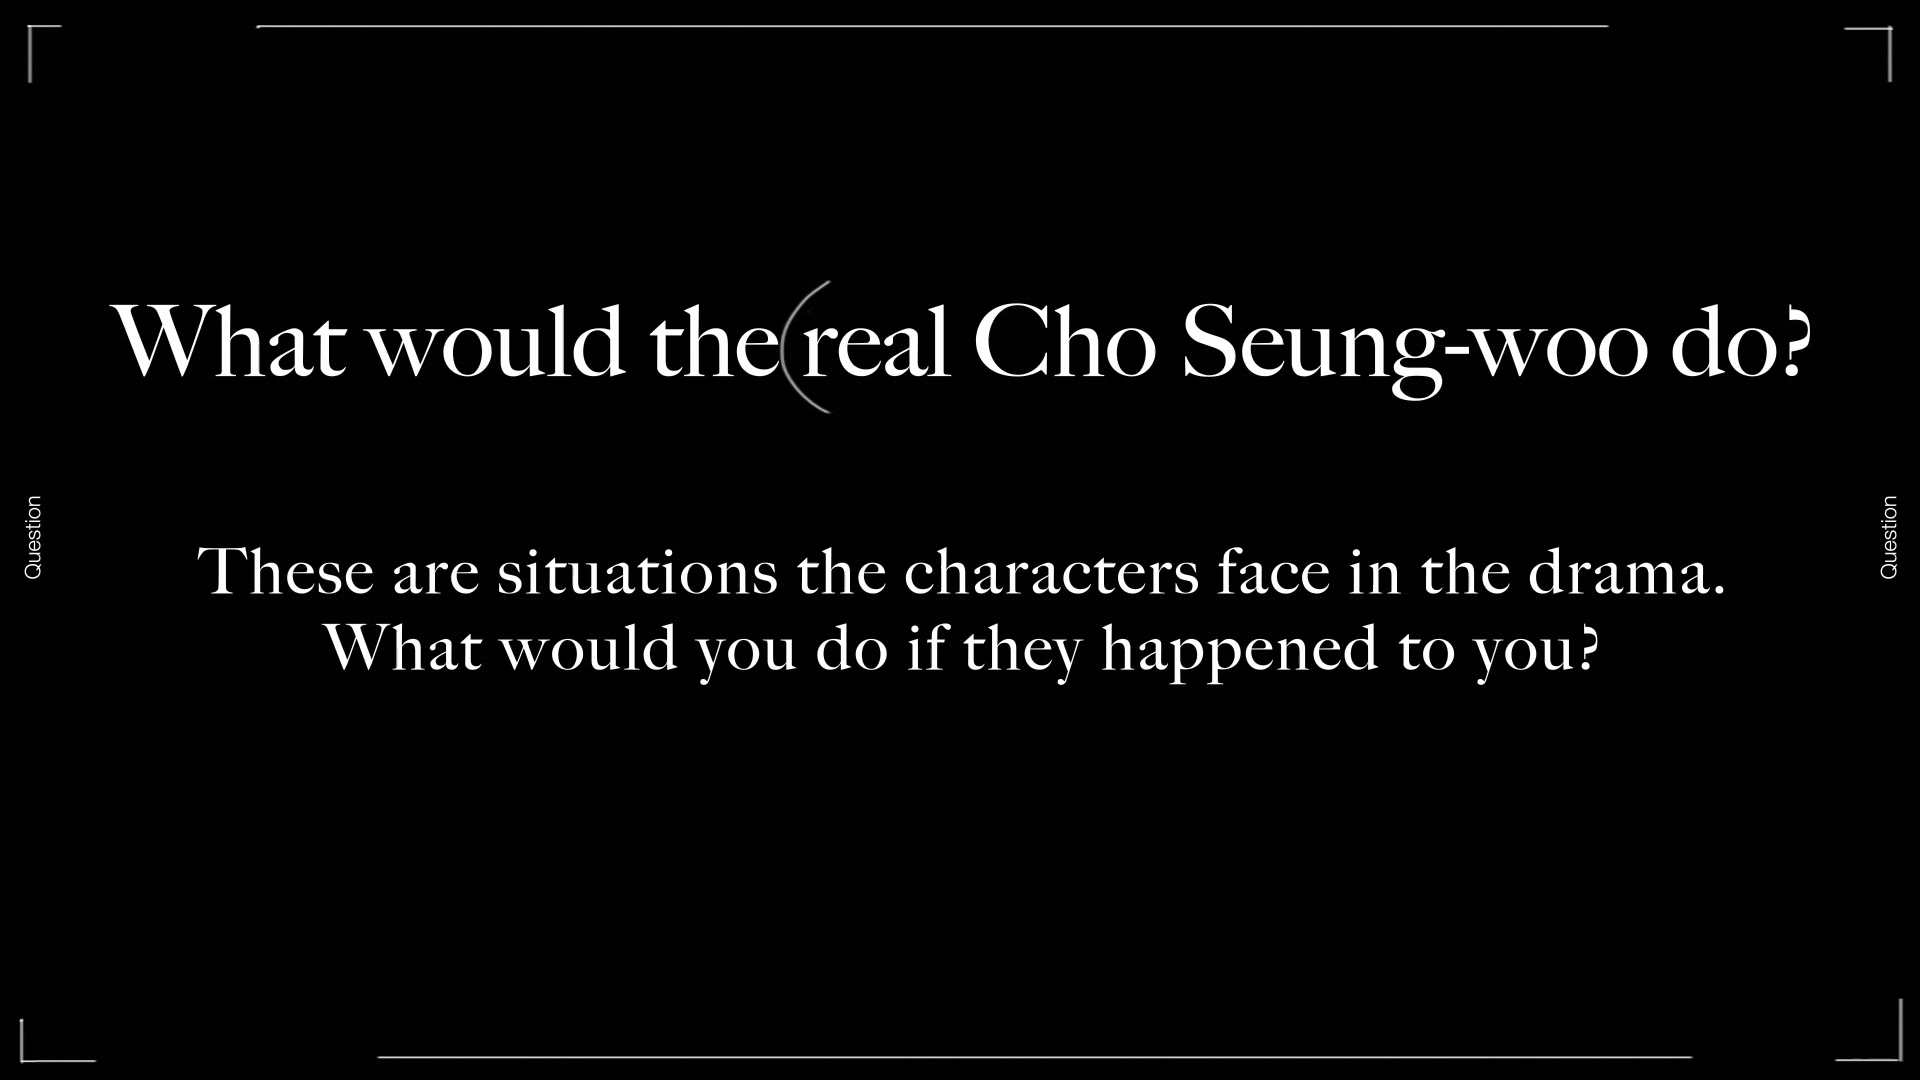 What would the real Cho Seung-woo do?
Question
These are situations the characters face in the drama.
What would you do if they happened to you?
Question